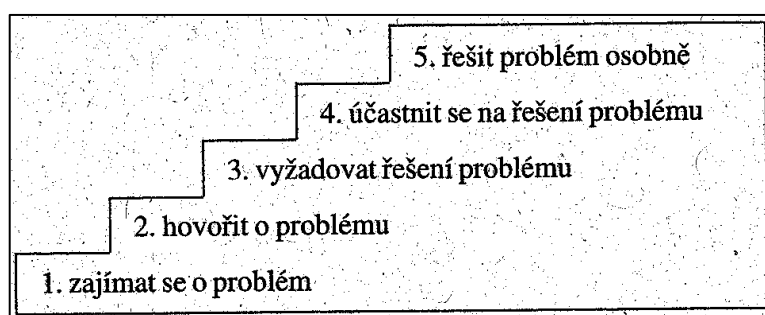 5. řešit problém osobně
4. účastnit se na řešení problému
3. vyžadovat řešení problému
2. hovořit o problému
1. zajímat se o problém